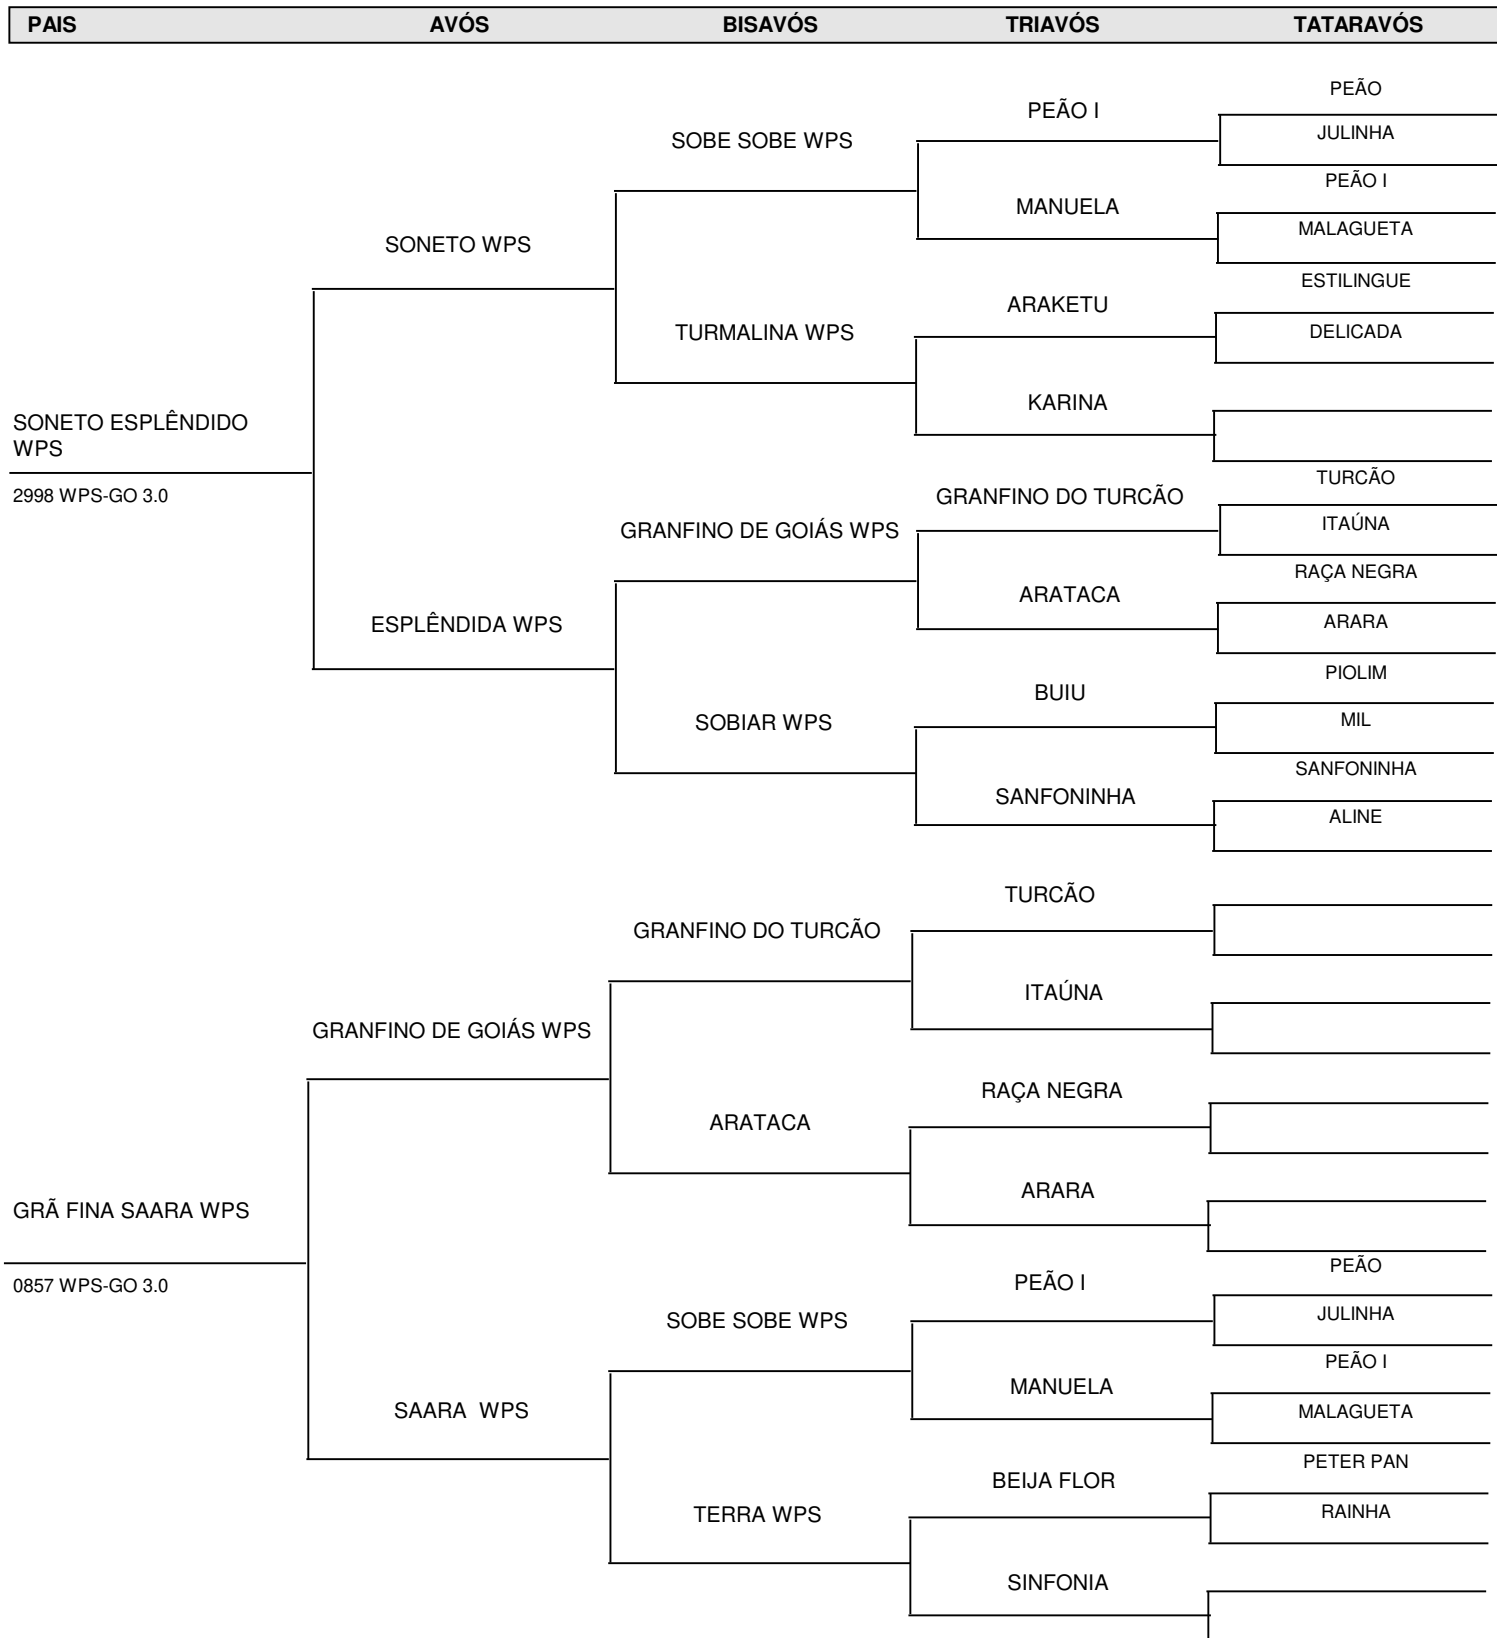 PAIS AVÓS BISAVÓS TRIAVÓS TATARAVÓS
PEÃO
PEÃO I
JULINHA
SOBE SOBE WPS
PEÃO I
MANUELA
MALAGUETA
SONETO WPS
ESTILINGUE
ARAKETU
DELICADA
TURMALINA WPS
KARINA
SONETO ESPLÊNDIDO
WPS
TURCÃO
2998 WPS-GO 3.0
GRANFINO DO TURCÃO
ITAÚNA
GRANFINO DE GOIÁS WPS
RAÇA NEGRA
ARATACA
ARARA
ESPLÊNDIDA WPS
PIOLIM
BUIU
MIL
SOBIAR WPS
SANFONINHA
SANFONINHA
ALINE
TURCÃO
GRANFINO DO TURCÃO
ITAÚNA
GRANFINO DE GOIÁS WPS
RAÇA NEGRA
ARATACA
ARARA
GRÃ FINA SAARA WPS
PEÃO
0857 WPS-GO 3.0
PEÃO I
JULINHA
SOBE SOBE WPS
PEÃO I
MANUELA
MALAGUETA
SAARA  WPS
PETER PAN
BEIJA FLOR
RAINHA
TERRA WPS
SINFONIA